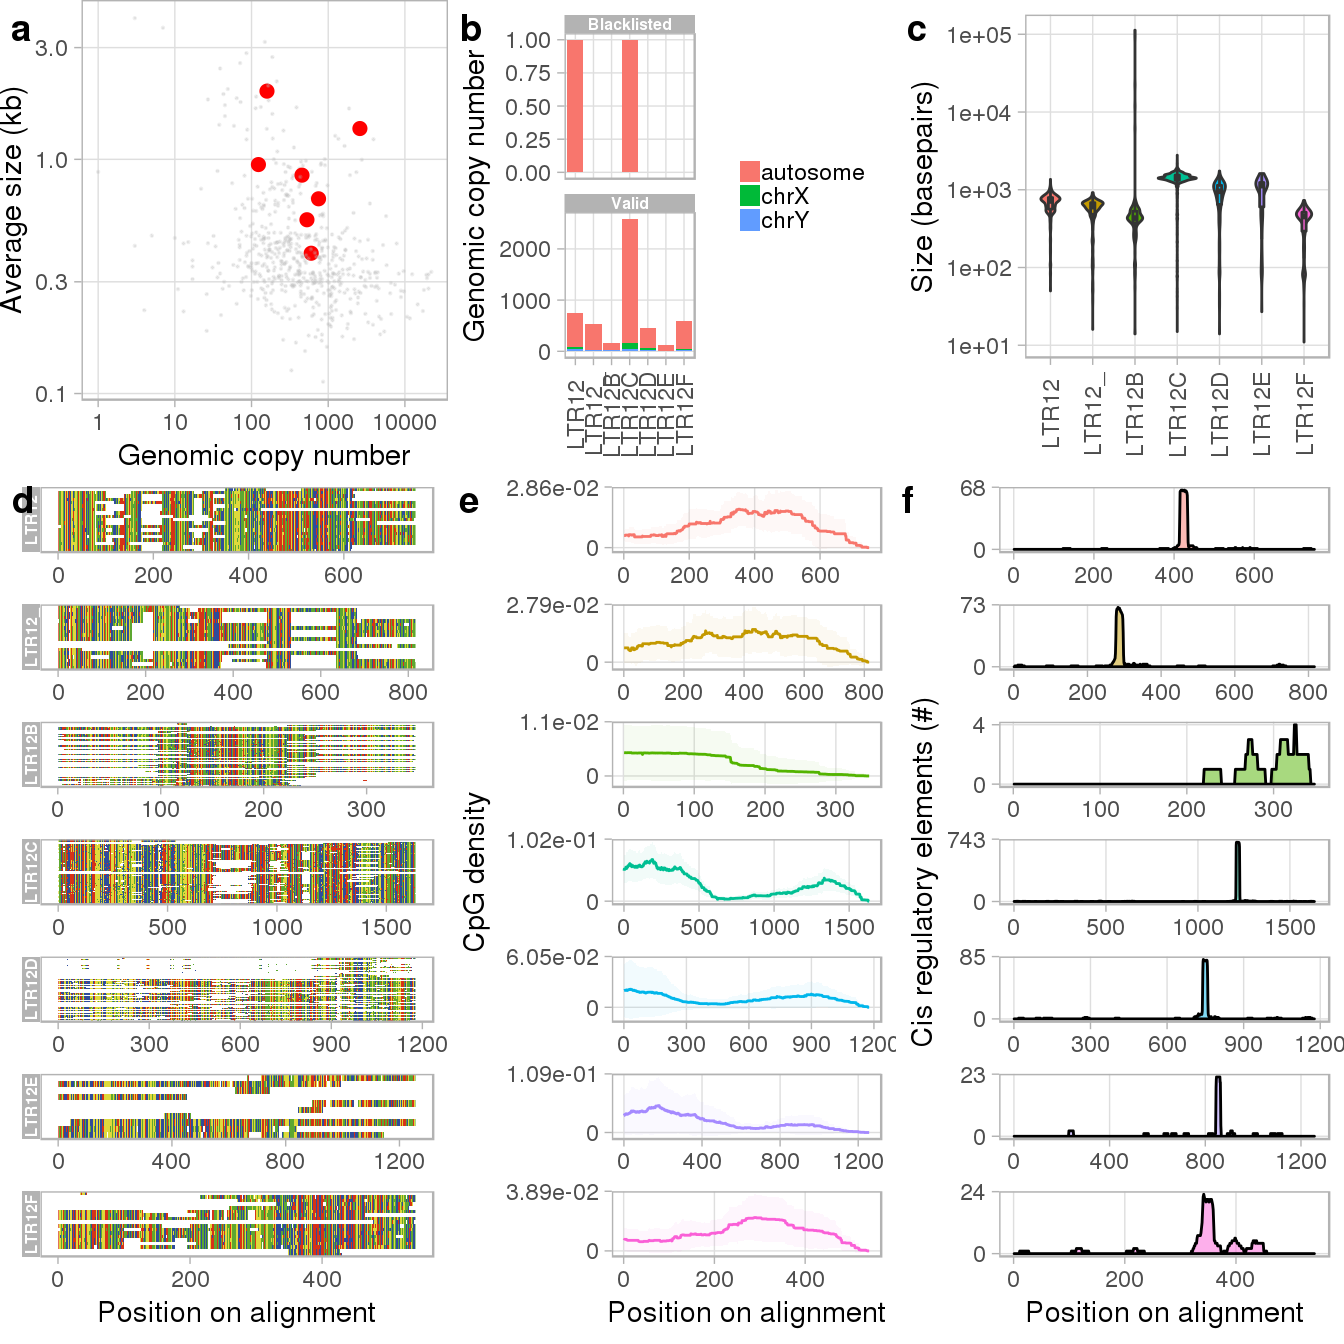 a
Average size (kb)
3.0
1.0
0.3
0.1
1
10
100
1000
10000
Genomic copy number
b
Genomic copy number
Blacklisted
1.00
0.75
0.50
0.25
0.00
Valid
2000
1000
0
LTR12
LTR12_
LTR12B
LTR12C
LTR12D
LTR12E
LTR12F
autosome
chrX
chrY
c
Size (basepairs)
1e+05
1e+04
1e+03
1e+02
1e+01
LTR12
LTR12_
LTR12B
LTR12C
LTR12D
LTR12E
LTR12F
d
LTR12
0 200 400 600
LTR12_
0 200 400 600 800
LTR12B
0 100 200 300
LTR12C
0 500 1000 1500
LTR12D
0 300 600 900 1200
LTR12E
0 400 800 1200
LTR12F
0 200 400
Position on alignment
e
CpG density
2.86e-02
0
0 200 400 600
2.79e-02
0
0 200 400 600 800
1.1e-02
0
0 100 200 300
1.02e-01
0
0 500 1000 1500
6.05e-02
0
0 300 600 900
1.09e-01
0
0 400 800 1200
3.89e-02
0
0 200 400
Position on alignment
f
Cis regulatory elements (#)
68
0
0 200 400 600
73
0
0 200 400 600 800
4
0
0 100 200 300
743
0
0 500 1000 1500
85
0
0 300 600 900 1200
23
0
0 400 800 1200
24
0
0 200 400
Position on alignment